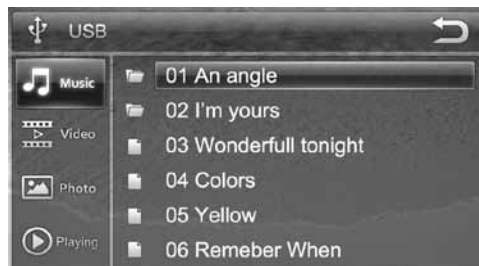 USB
Music
Video
Photo
Playing
01 An angle
02 I'm yours
03 Wonderfull tonight
04 Colors
05 Yellow
06 Remeber When